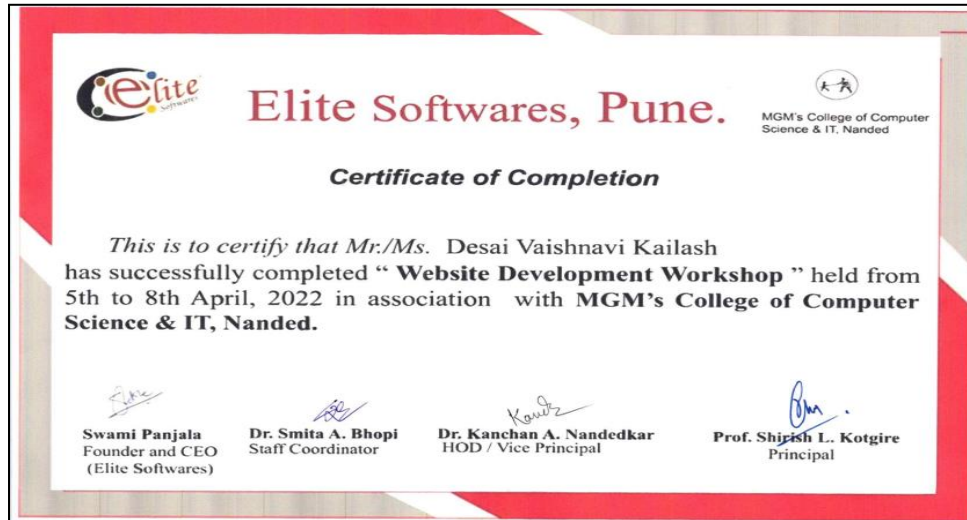 elite
Softwares
Elite Softwares, Pune.
MGM's College of Computer
Science & IT, Nanded
Certificate of Completion
This is to certify that Mr./Ms. Desai Vaishnavi Kailash
has successfully completed “ Website Development Workshop ” held from
5th to 8th April, 2022 in association with MGM's College of Computer
Science & IT, Nanded.
Swami Panjala
Founder and CEO
(Elite Softwares)
Dr. Smita A. Bhopi
Staff Coordinator
Dr. Kanchan A. Nandedkar
HOD / Vice Principal
Prof. Shirish L. Kotgire
Principal